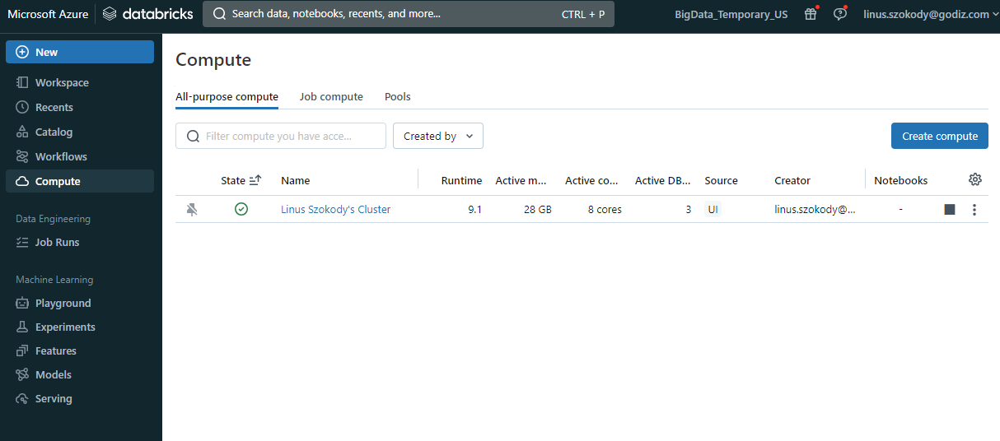 Microsoft Azure databricks Search data, notebooks, recents, and more... CTRL + P BigData_Temporary_US linus.szokody@godiz.com
New
Workspace
Recents
Catalog
Workflows
Compute
Data Engineering
Job Runs
Machine Learning
Playground
Experiments
Features
Models
Serving
Compute
All-purpose compute Job compute Pools
Filter compute you have acce... Created by Create compute
State Name Runtime Active m... Active co... Active DB... Source Creator Notebooks
Linus Szokody's Cluster 9.1 28 GB 8 cores 3 UI linus.szokody@... -